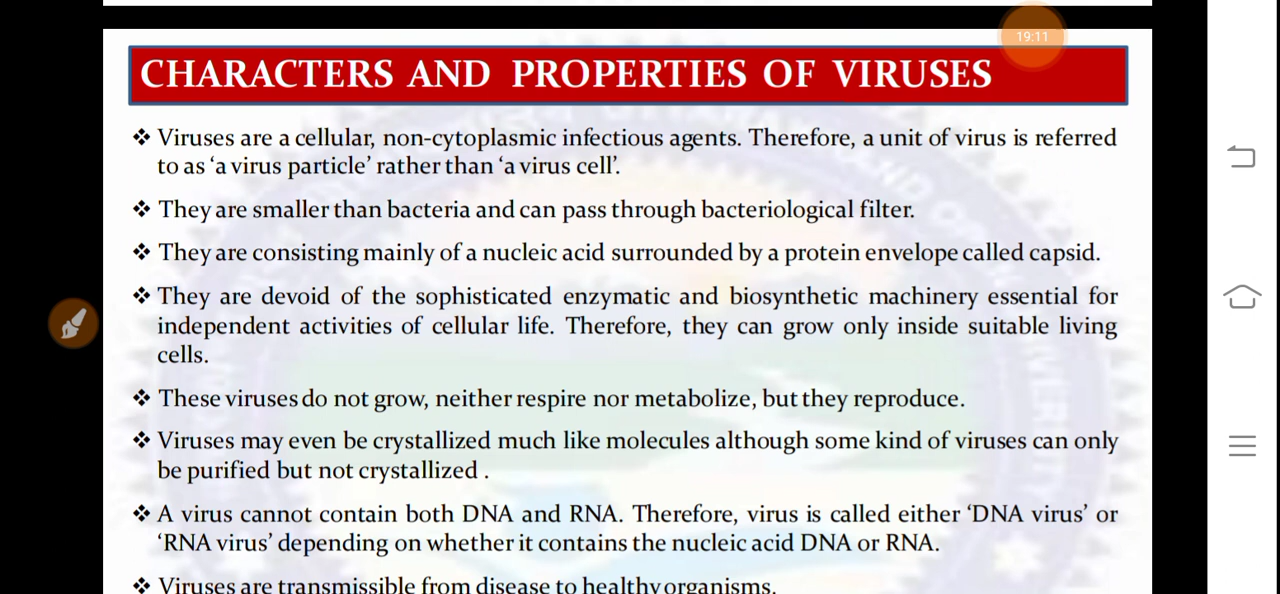 19:11
CHARACTERS AND PROPERTIES OF VIRUSES
❖ Viruses are a cellular, non-cytoplasmic infectious agents. Therefore, a unit of virus is referred
to as ‘a virus particle’ rather than ‘a virus cell’.
❖ They are smaller than bacteria and can pass through bacteriological filter.
❖ They are consisting mainly of a nucleic acid surrounded by a protein envelope called capsid.
❖ They are devoid of the sophisticated enzymatic and biosynthetic machinery essential for
independent activities of cellular life. Therefore, they can grow only inside suitable living
cells.
❖ These viruses do not grow, neither respire nor metabolize, but they reproduce.
❖ Viruses may even be crystallized much like molecules although some kind of viruses can only
be purified but not crystallized .
❖ A virus cannot contain both DNA and RNA. Therefore, virus is called either ‘DNA virus’ or
‘RNA virus’ depending on whether it contains the nucleic acid DNA or RNA.
❖ Viruses are transmissible from disease to healthy organisms.